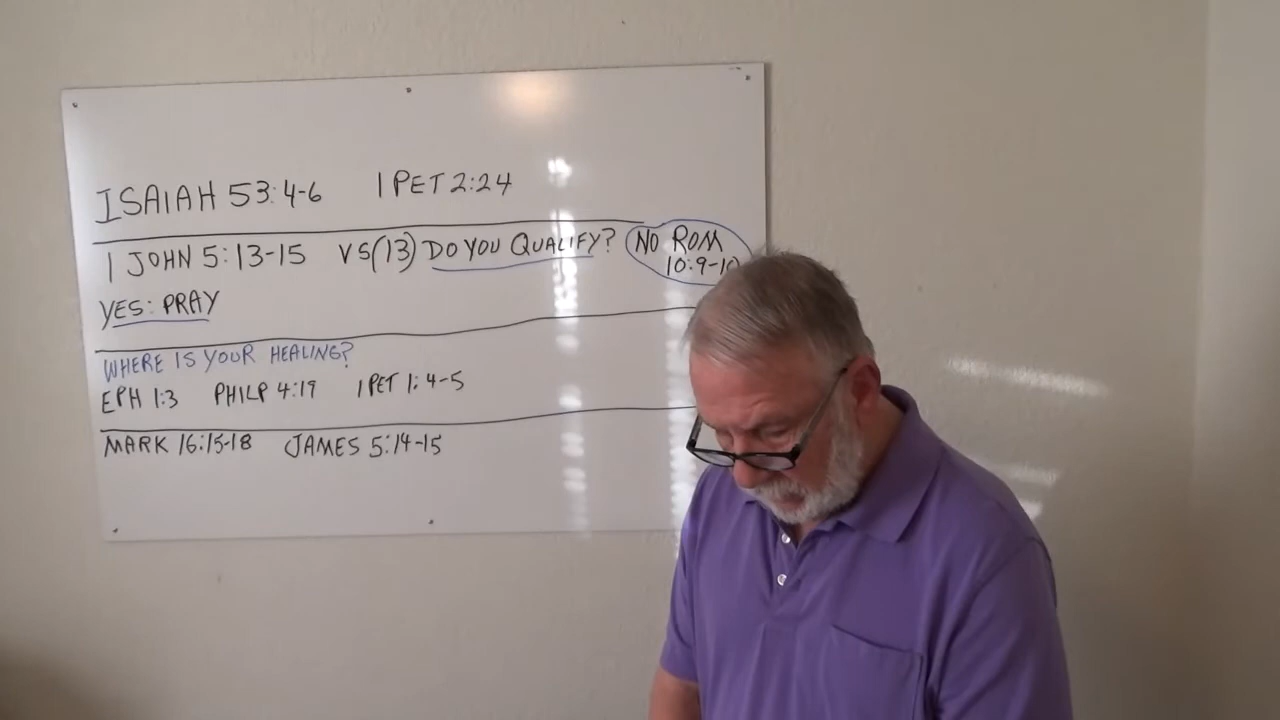 ISAIAH 53:4-6 1 PET 2:24
1 JOHN 5:13-15 VS(13) DO YOU QUALIFY? NO ROM
10:9-10
YES: PRAY
WHERE IS YOUR HEALING?
EPH 1:3 PHILP 4:19 1 PET 1:4-5
MARK 16:15-18 JAMES 5:14-15